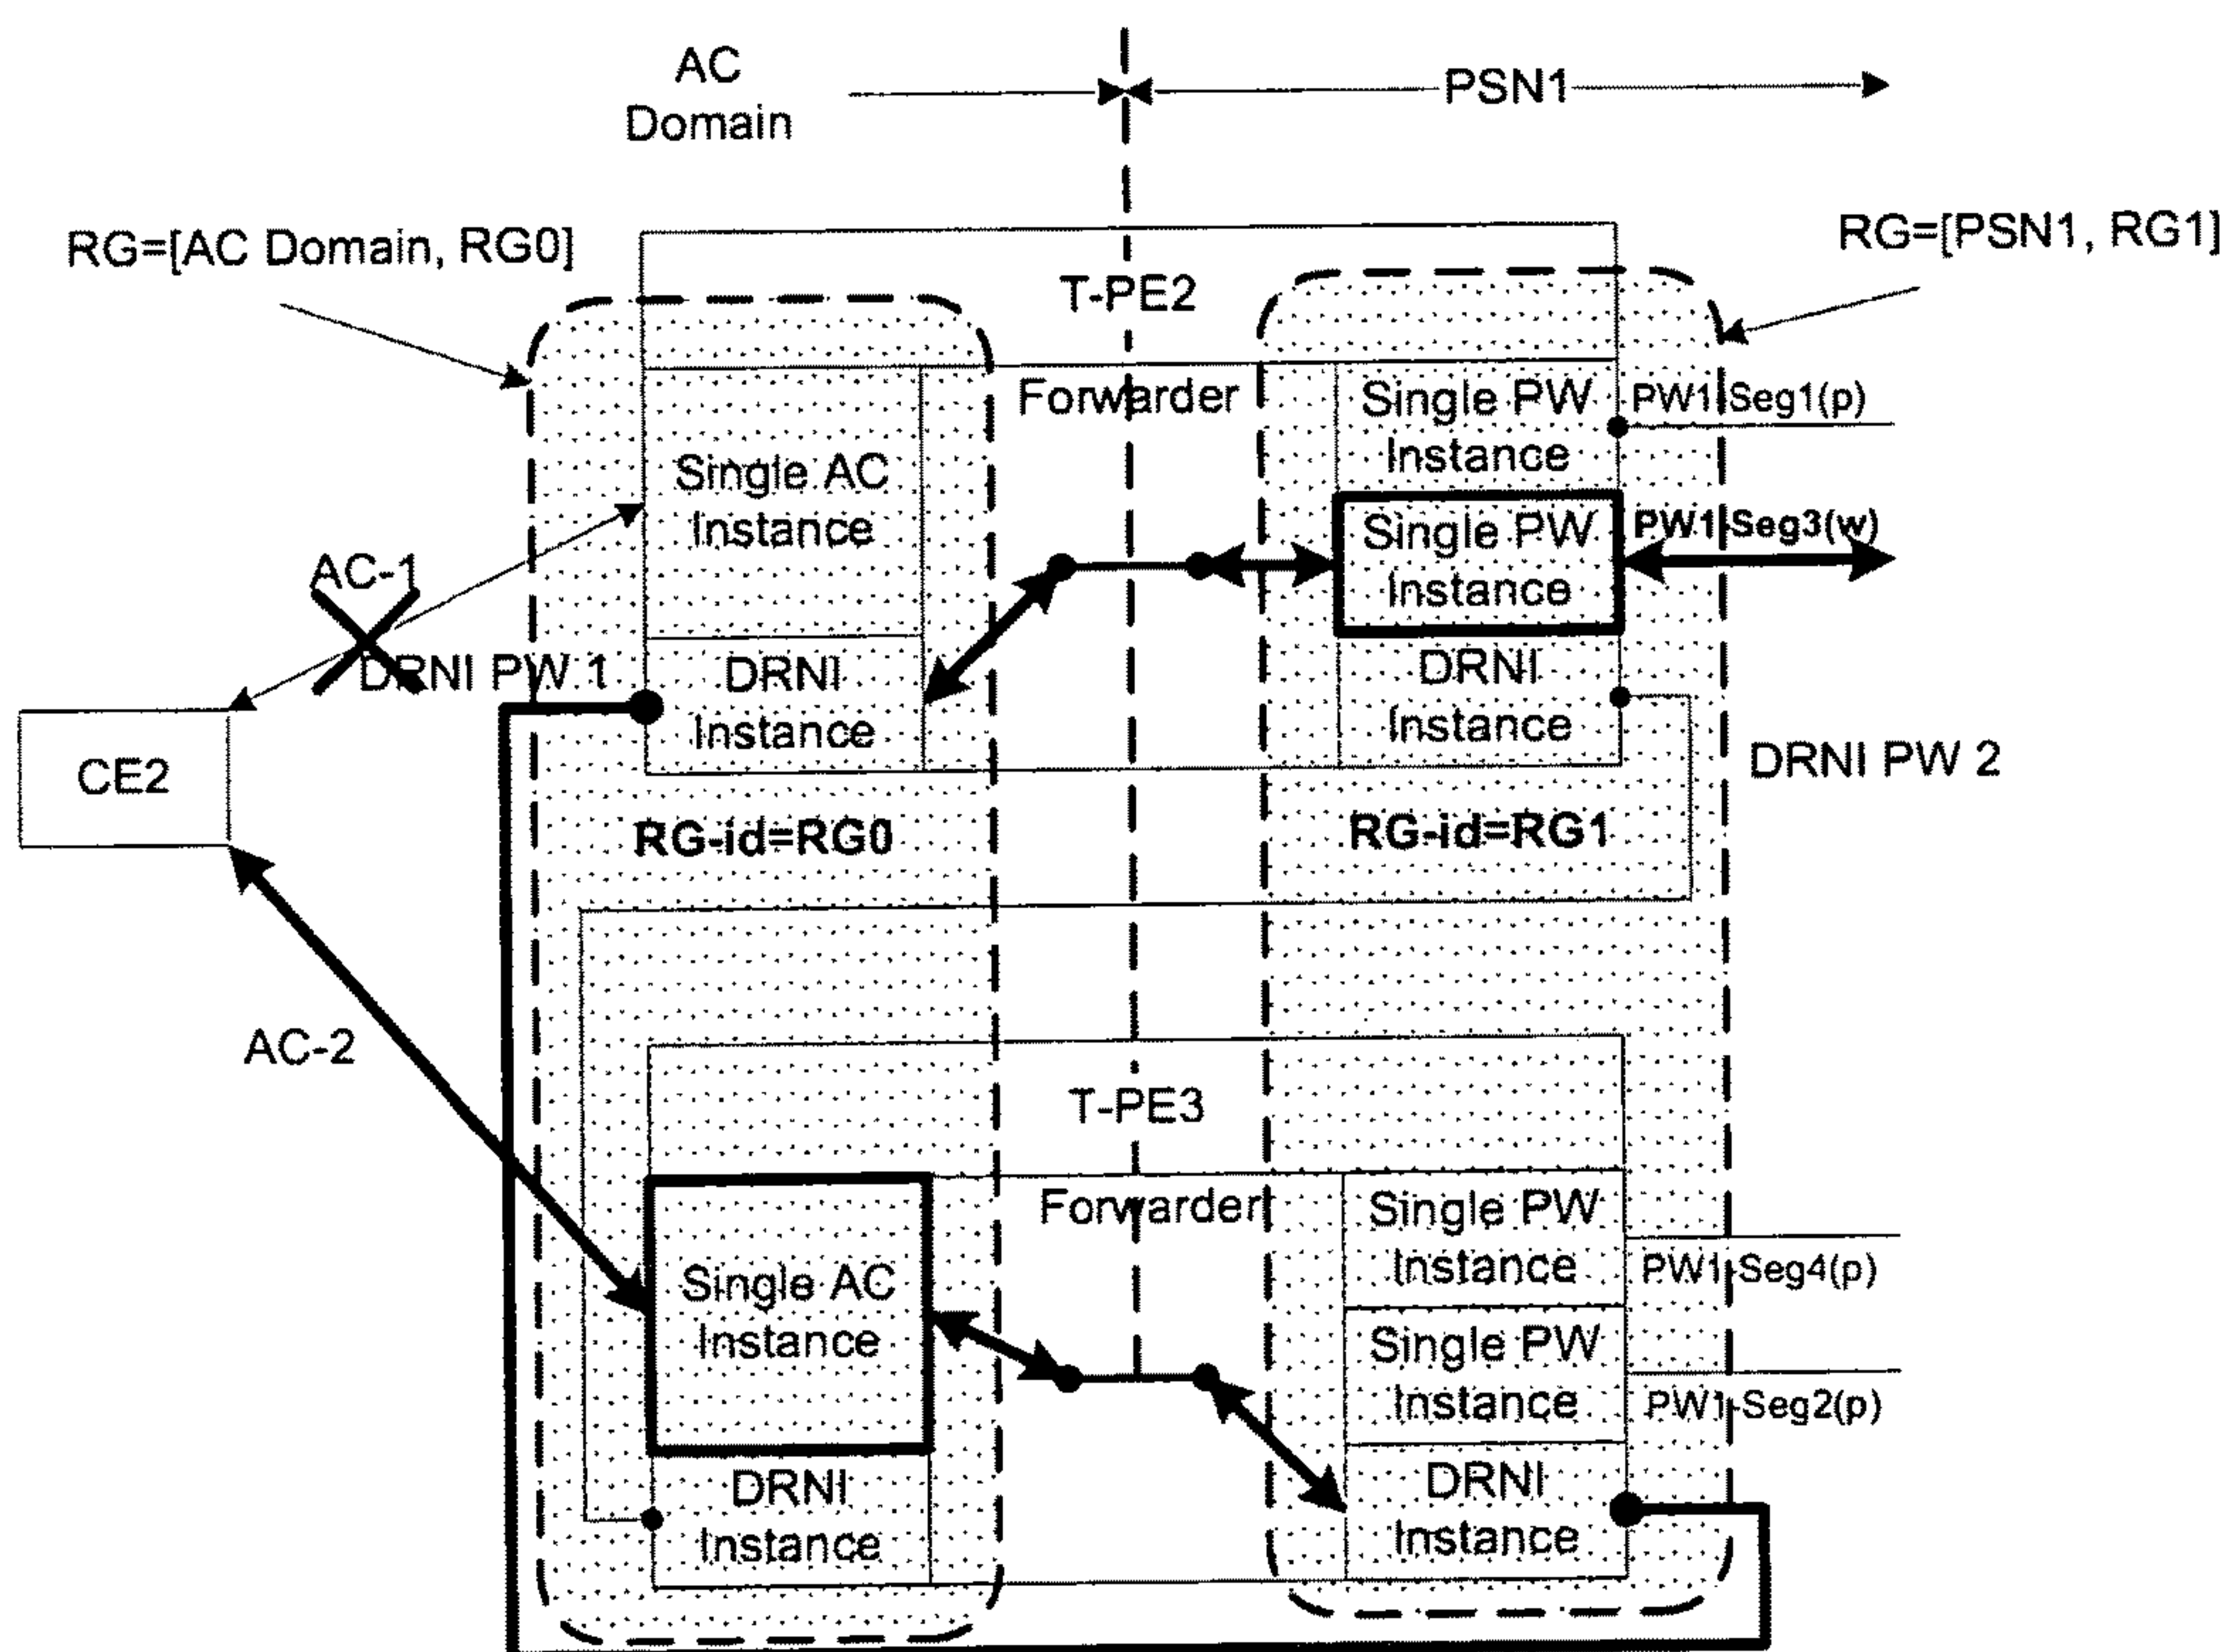 AC
Domain
PSN1
RG=[AC Domain, RG0]
RG=[PSN1, RG1]
T-PE2
Forwarder
Single AC
Instance
Single PW
Instance
PW1-Seg1(p)
Single PW
Instance
PW1-Seg3(w)
AC-1
DRNI PW 1
DRNI
Instance
DRNI
Instance
CE2
DRNI PW 2
RG-id=RG0
RG-id=RG1
AC-2
T-PE3
Forwarder
Single AC
Instance
Single PW
Instance
PW1-Seg4(p)
Single PW
Instance
PW1-Seg2(p)
DRNI
Instance
DRNI
Instance